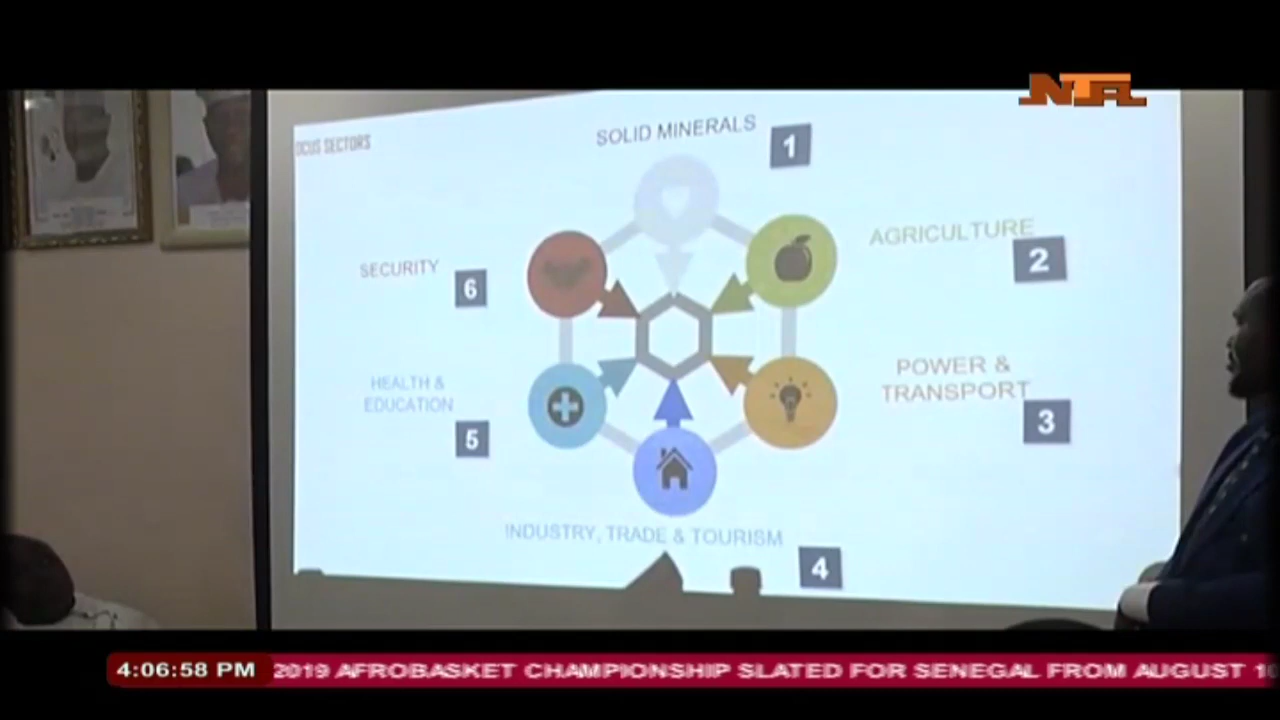 NTA
OCUS SECTORS
SOLID MINERALS
1
AGRICULTURE
2
SECURITY
6
POWER &
TRANSPORT
3
HEALTH &
EDUCATION
5
INDUSTRY, TRADE & TOURISM
4
4:06:58 PM 2019 AFROBASKET CHAMPIONSHIP SLATED FOR SENEGAL FROM AUGUST